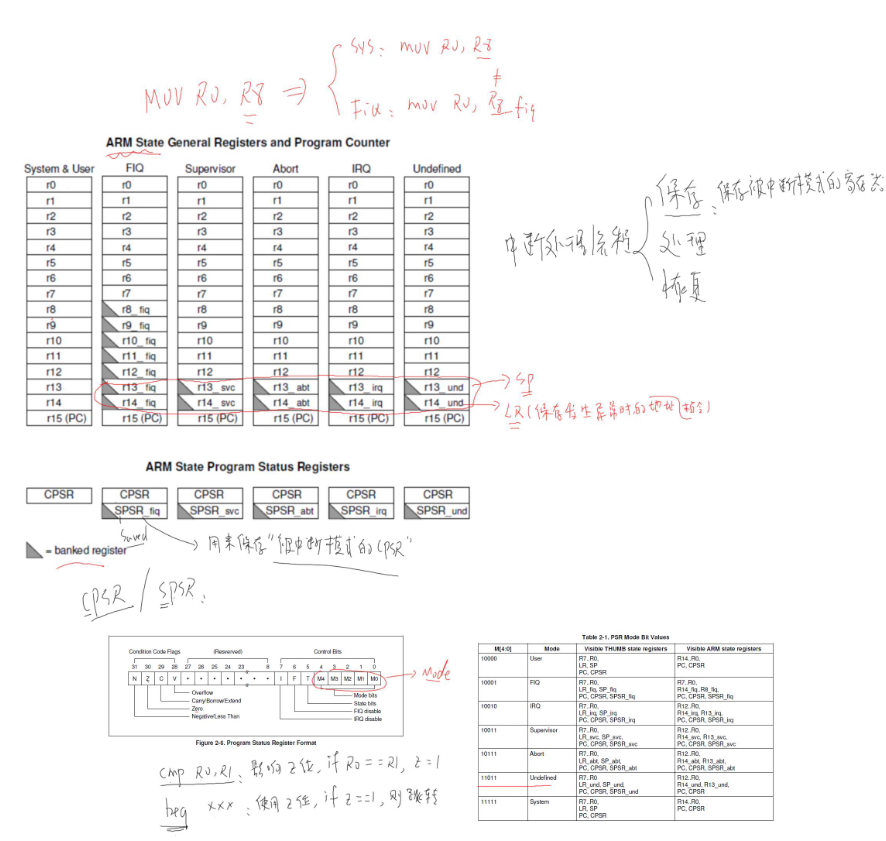 SYS: mov R0, R8
≠
MOV R0, R8 ⇒
FIQ: mov R0, R8_fiq
ARM State General Registers and Program Counter
System & User FIQ Supervisor Abort IRQ Undefined
r0 r0 r0 r0 r0 r0
r1 r1 r1 r1 r1 r1
r2 r2 r2 r2 r2 r2
r3 r3 r3 r3 r3 r3
r4 r4 r4 r4 r4 r4
r5 r5 r5 r5 r5 r5
r6 r6 r6 r6 r6 r6
r7 r7 r7 r7 r7 r7
r8 r8_fiq r8 r8 r8 r8
r9 r9_fiq r9 r9 r9 r9
r10 r10_fiq r10 r10 r10 r10
r11 r11_fiq r11 r11 r11 r11
r12 r12_fiq r12 r12 r12 r12
r13 r13_fiq r13_svc r13_abt r13_irq r13_und
r14 r14_fiq r14_svc r14_abt r14_irq r14_und
r15 (PC) r15 (PC) r15 (PC) r15 (PC) r15 (PC) r15 (PC)
保存: 保存被中断模式的寄存器
中断处理流程
处理
恢复
SP
LR(保存发生异常时的地址
指令)
ARM State Program Status Registers
CPSR CPSR CPSR CPSR CPSR CPSR
SPSR_fiq SPSR_svc SPSR_abt SPSR_irq SPSR_und
saved
= banked register
用来保存"被中断模式的CPSR"
CPSR / SPSR:
Condition Code Flags (Reserved) Control Bits
31 30 29 28 27 26 25 24 23 8 7 6 5 4 3 2 1 0
N Z C V I F T M4 M3 M2 M1 M0
Mode
Overflow
Carry/Borrow/Extend
Zero
Negative/Less Than
Mode bits
State bits
FIQ disable
IRQ disable
Figure 2-6. Program Status Register Format
cmp R0,R1: 影响Z位, if R0==R1, Z=1
beq xxx: 使用Z位, if Z==1, 则跳转
Table 2-1. PSR Mode Bit Values
M[4:0] Mode Visible THUMB state registers Visible ARM state registers
10000 User R7..R0, R14..R0,
LR, SP PC, CPSR
PC, CPSR
10001 FIQ R7..R0, R7..R0,
LR_fiq, SP_fiq R14_fiq..R8_fiq,
PC, CPSR, SPSR_fiq PC, CPSR, SPSR_fiq
10010 IRQ R7..R0, R12..R0,
LR_irq, SP_irq R14_irq, R13_irq,
PC, CPSR, SPSR_irq PC, CPSR, SPSR_irq
10011 Supervisor R7..R0, R12..R0,
LR_svc, SP_svc, R14_svc, R13_svc,
PC, CPSR, SPSR_svc PC, CPSR, SPSR_svc
10111 Abort R7..R0, R12..R0,
LR_abt, SP_abt, R14_abt, R13_abt,
PC, CPSR, SPSR_abt PC, CPSR, SPSR_abt
11011 Undefined R7..R0 R12..R0,
LR_und, SP_und, R14_und, R13_und,
PC, CPSR, SPSR_und PC, CPSR
11111 System R7..R0, R14..R0,
LR, SP PC, CPSR
PC, CPSR